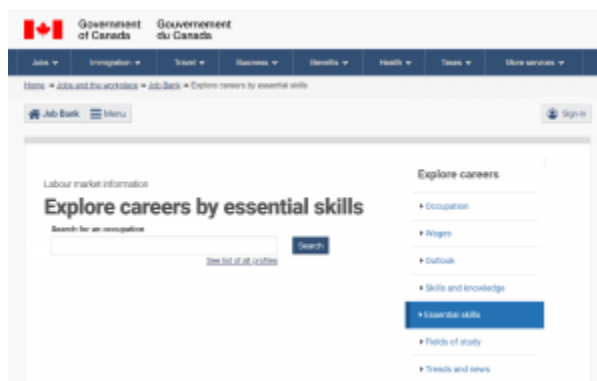 Government Gouvernement
of Canada du Canada
Jobs Immigration Travel Business Benefits Health Taxes More services
Home → Jobs and the workplace → Job Bank → Explore careers by essential skills
Job Bank Menu Sign in
Labour market information
Explore careers by essential skills
Search for an occupation
Search
See list of all profiles
Explore careers
Occupation
Wages
Outlook
Skills and knowledge
Essential skills
Fields of study
Trends and news